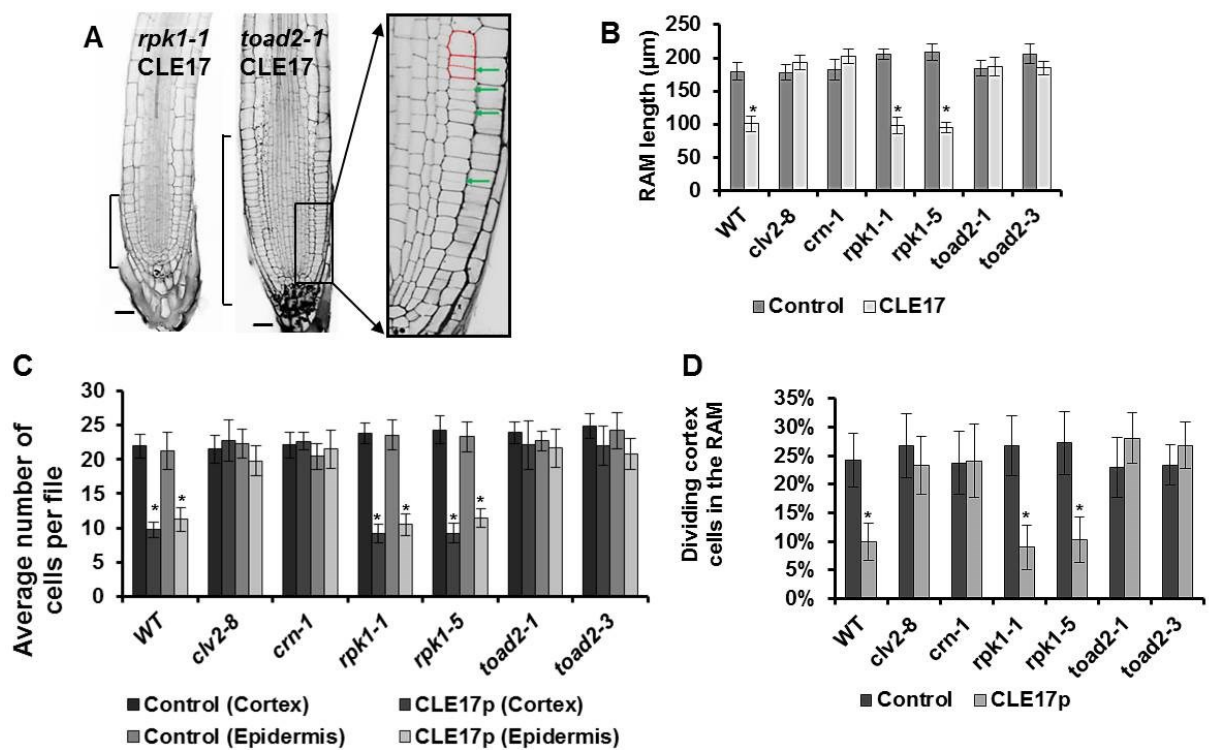 A
rpk1-1
CLE17
toad2-1
CLE17
B
RAM length (µm)
250
200
150
100
50
0
*
*
*
WT
clv2-8
crn-1
rpk1-1
rpk1-5
toad2-1
toad2-3
Control
CLE17
C
Average number of
cells per file
30
25
20
15
10
5
0
*
*
*
*
*
*
WT
clv2-8
crn-1
rpk1-1
rpk1-5
toad2-1
toad2-3
Control (Cortex)
CLE17p (Cortex)
Control (Epidermis)
CLE17p (Epidermis)
D
Dividing cortex
cells in the RAM
40%
35%
30%
25%
20%
15%
10%
5%
0%
*
*
*
WT
clv2-8
crn-1
rpk1-1
rpk1-5
toad2-1
toad2-3
Control
CLE17p